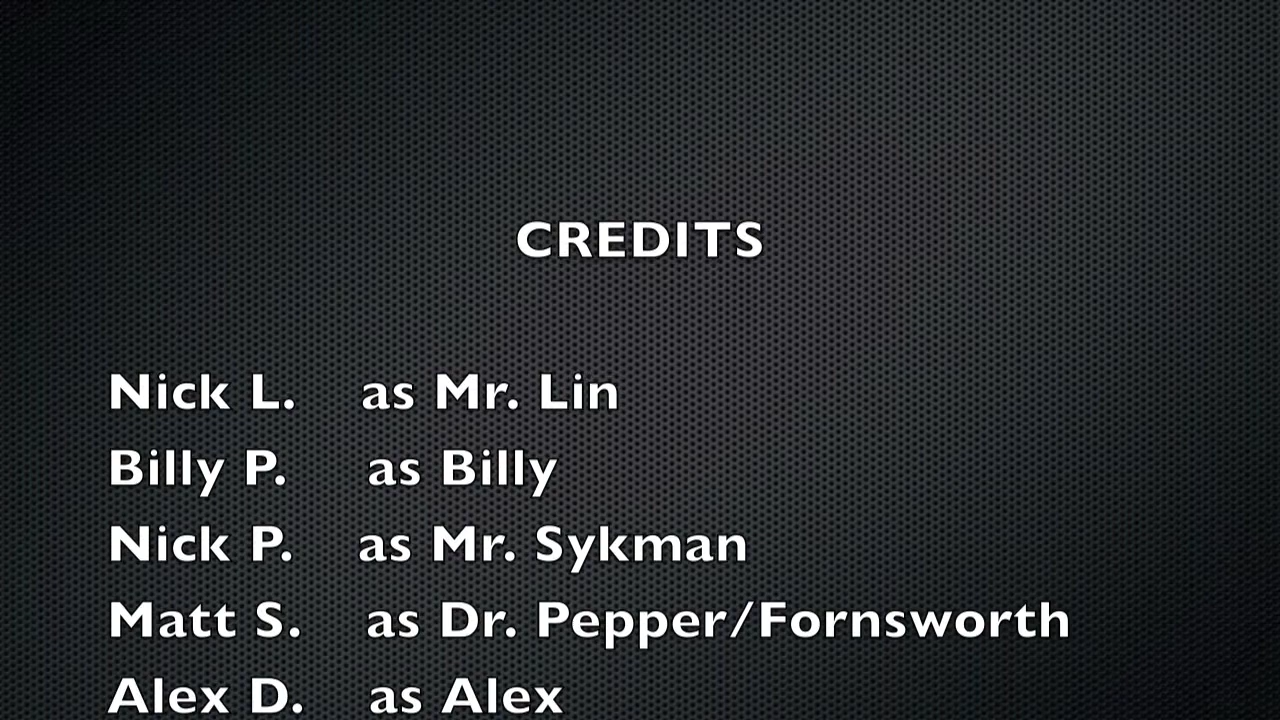 CREDITS
Nick L. as Mr. Lin
Billy P. as Billy
Nick P. as Mr. Sykman
Matt S. as Dr. Pepper/Fornsworth
Alex D. as Alex